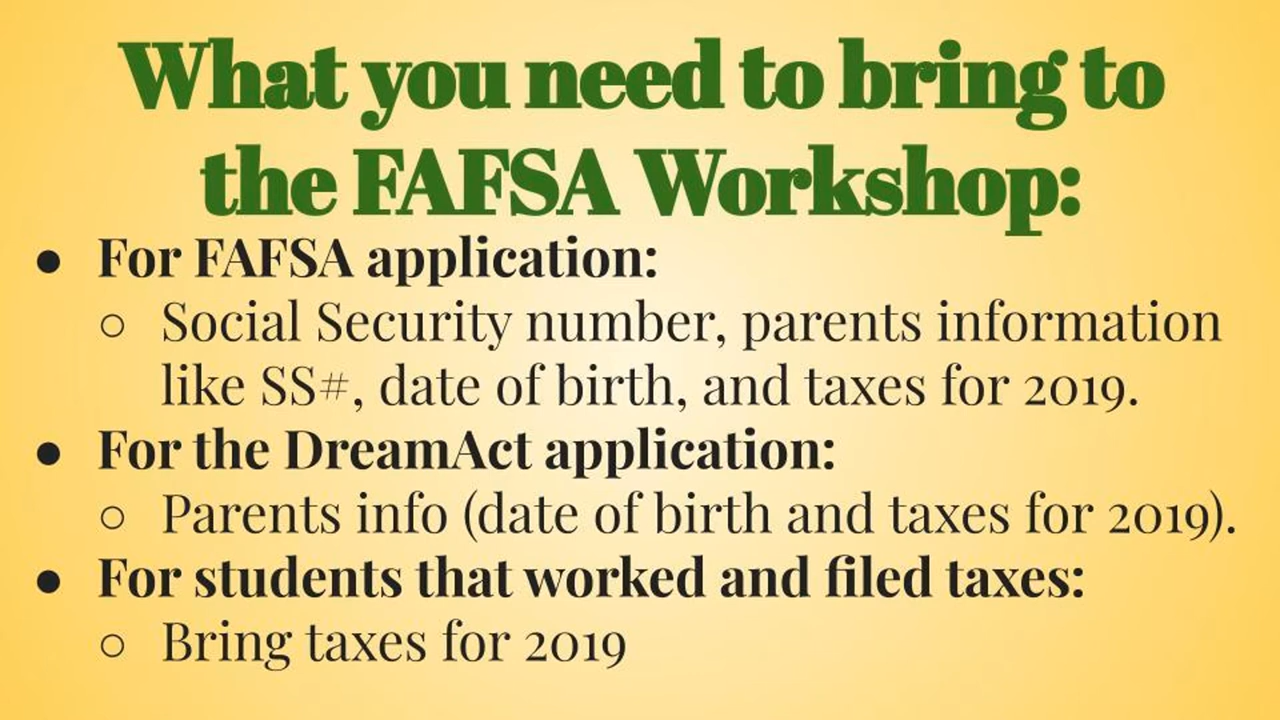 What you need to bring to
the FAFSA Workshop:
● For FAFSA application:
○ Social Security number, parents information
like SS#, date of birth, and taxes for 2019.
● For the DreamAct application:
○ Parents info (date of birth and taxes for 2019).
● For students that worked and filed taxes:
○ Bring taxes for 2019